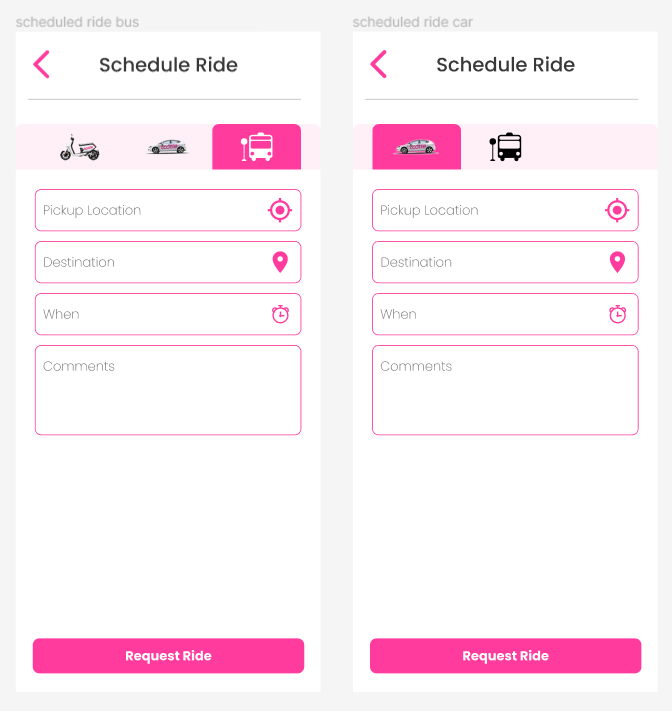 scheduled ride bus
Schedule Ride
Pickup Location
Destination
When
Comments
Request Ride
scheduled ride car
Schedule Ride
Pickup Location
Destination
When
Comments
Request Ride